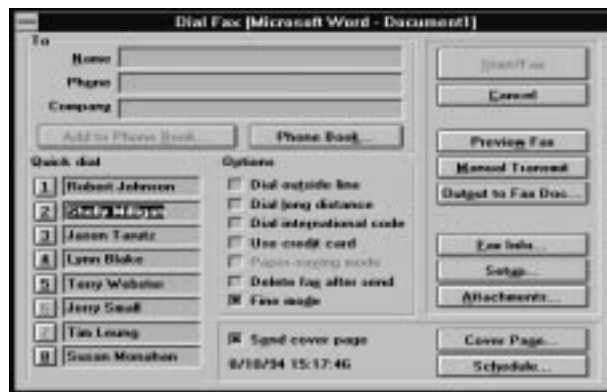 Dial Fax [Microsoft Word - Document1]
To
Name
Phone
Company
Add to Phone Book...
Phone Book...
Start Fax
Cancel
Preview Fax
Manual Transmit
Output to Fax Doc...
Fax Info...
Setup...
Attachments...
Quick dial
1 Robert Johnson
2 Shelly
3 Jason Tarutz
4 Lynn Blake
5 Terry Webster
6 Jerry Small
7 Tim Leung
8 Susan Monahan
Options
Dial outside line
Dial long distance
Dial international code
Use credit card
Paper-saving mode
Delete fax after send
Fine mode
Send cover page
8/10/94 15:17:46
Cover Page...
Schedule...